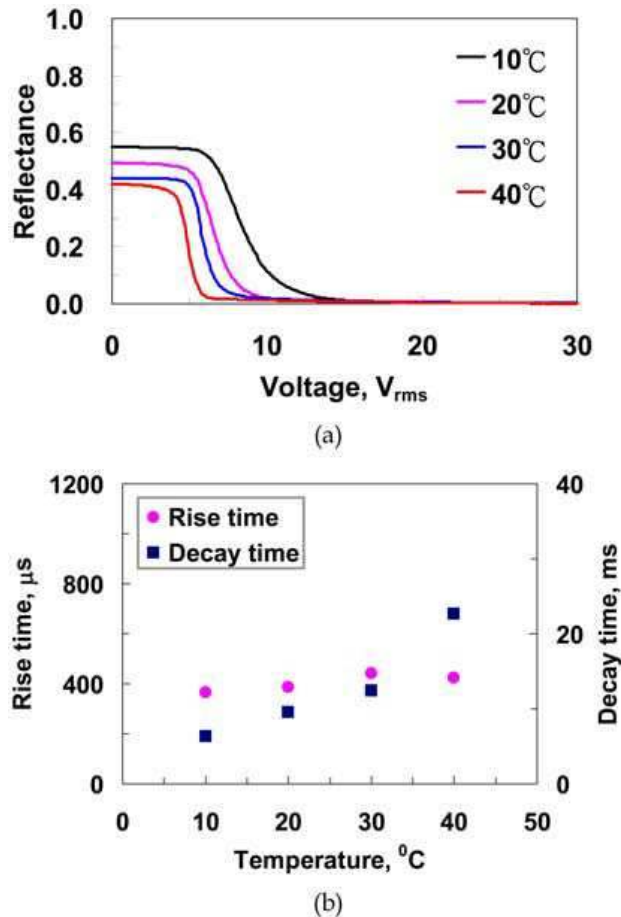 1.0
0.8
0.6
0.4
0.2
0.0
Reflectance
10℃
20℃
30℃
40℃
0 10 20 30
Voltage, Vrms
(a)
1200
800
400
0
Rise time, μs
Rise time
Decay time
40
20
0
Decay time, ms
0 10 20 30 40 50
Temperature, ⁰C
(b)